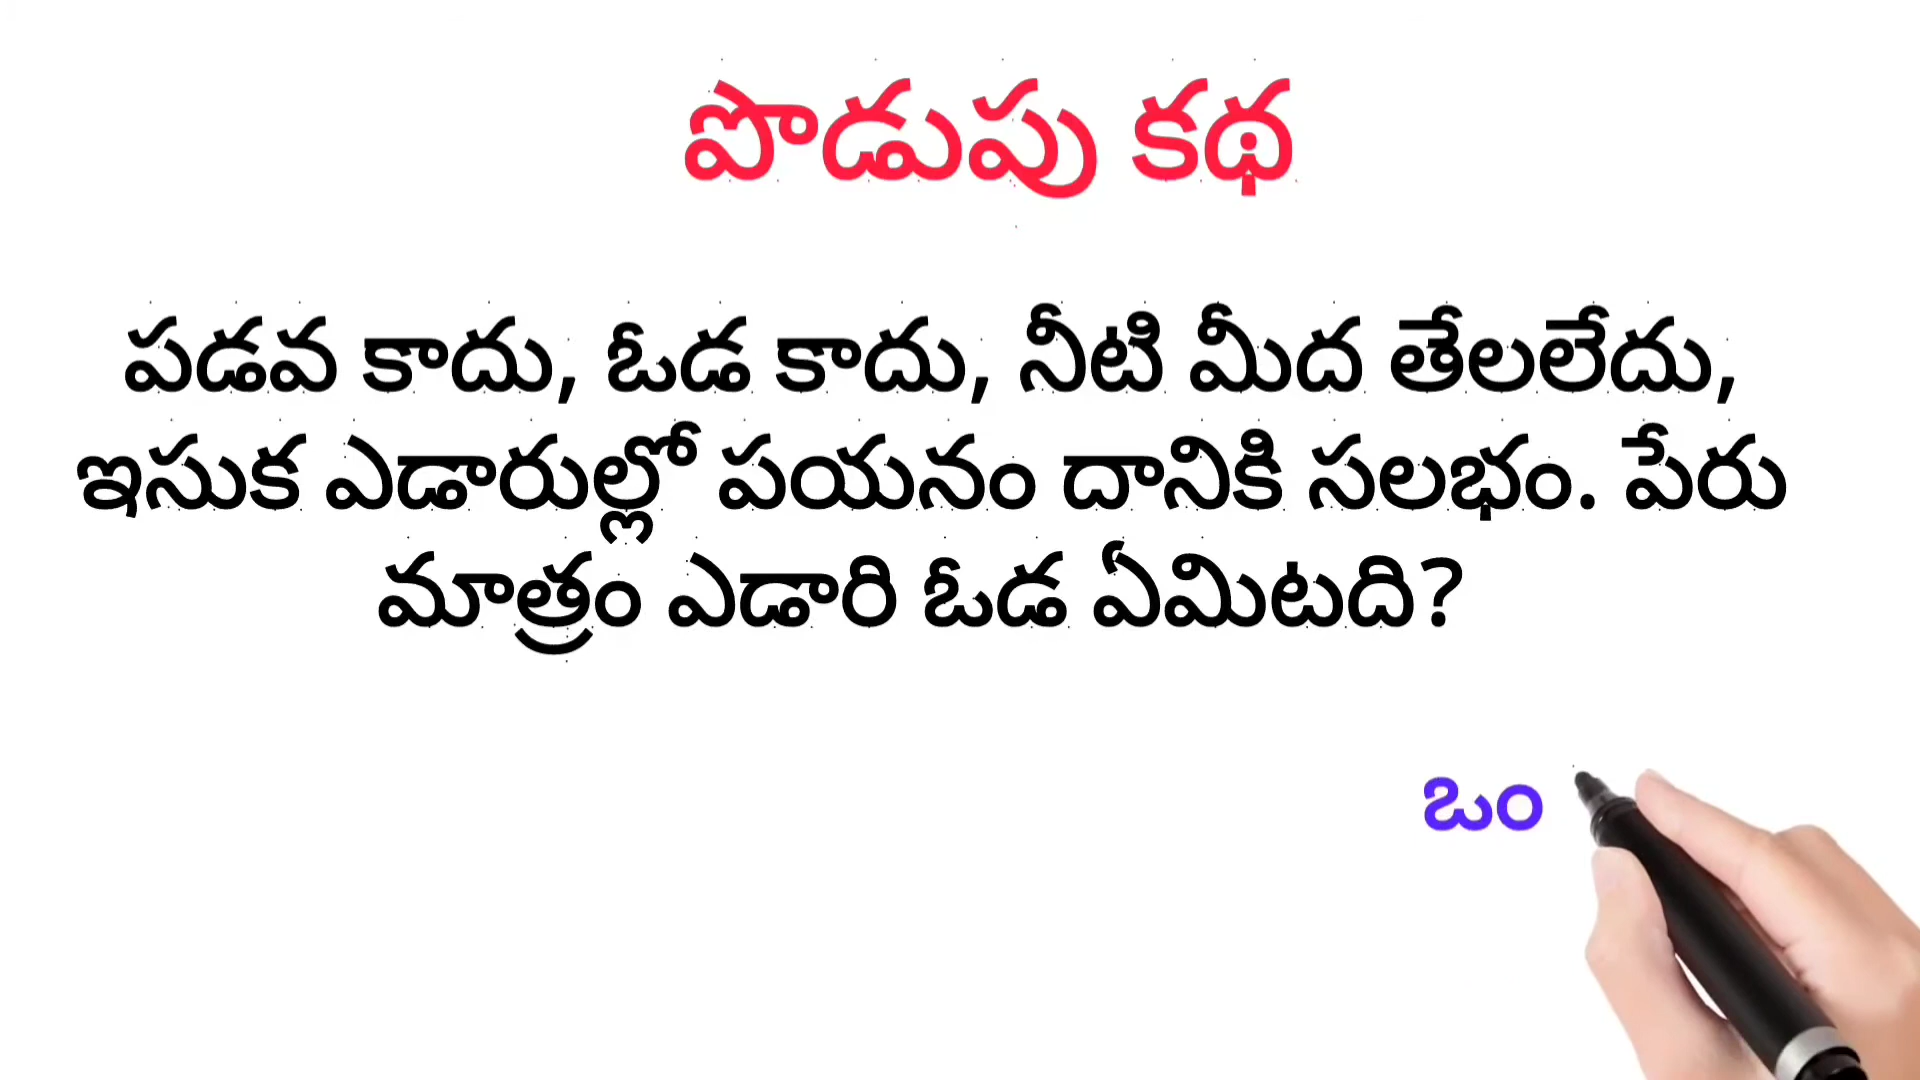 పొడుపు కథ
పడవ కాదు, ఓడ కాదు, నీటి మీద తేలలేదు,
ఇసుక ఎడారుల్లో పయనం దానికి సలభం. పేరు
మాత్రం ఎడారి ఓడ ఏమిటది?
ఒం